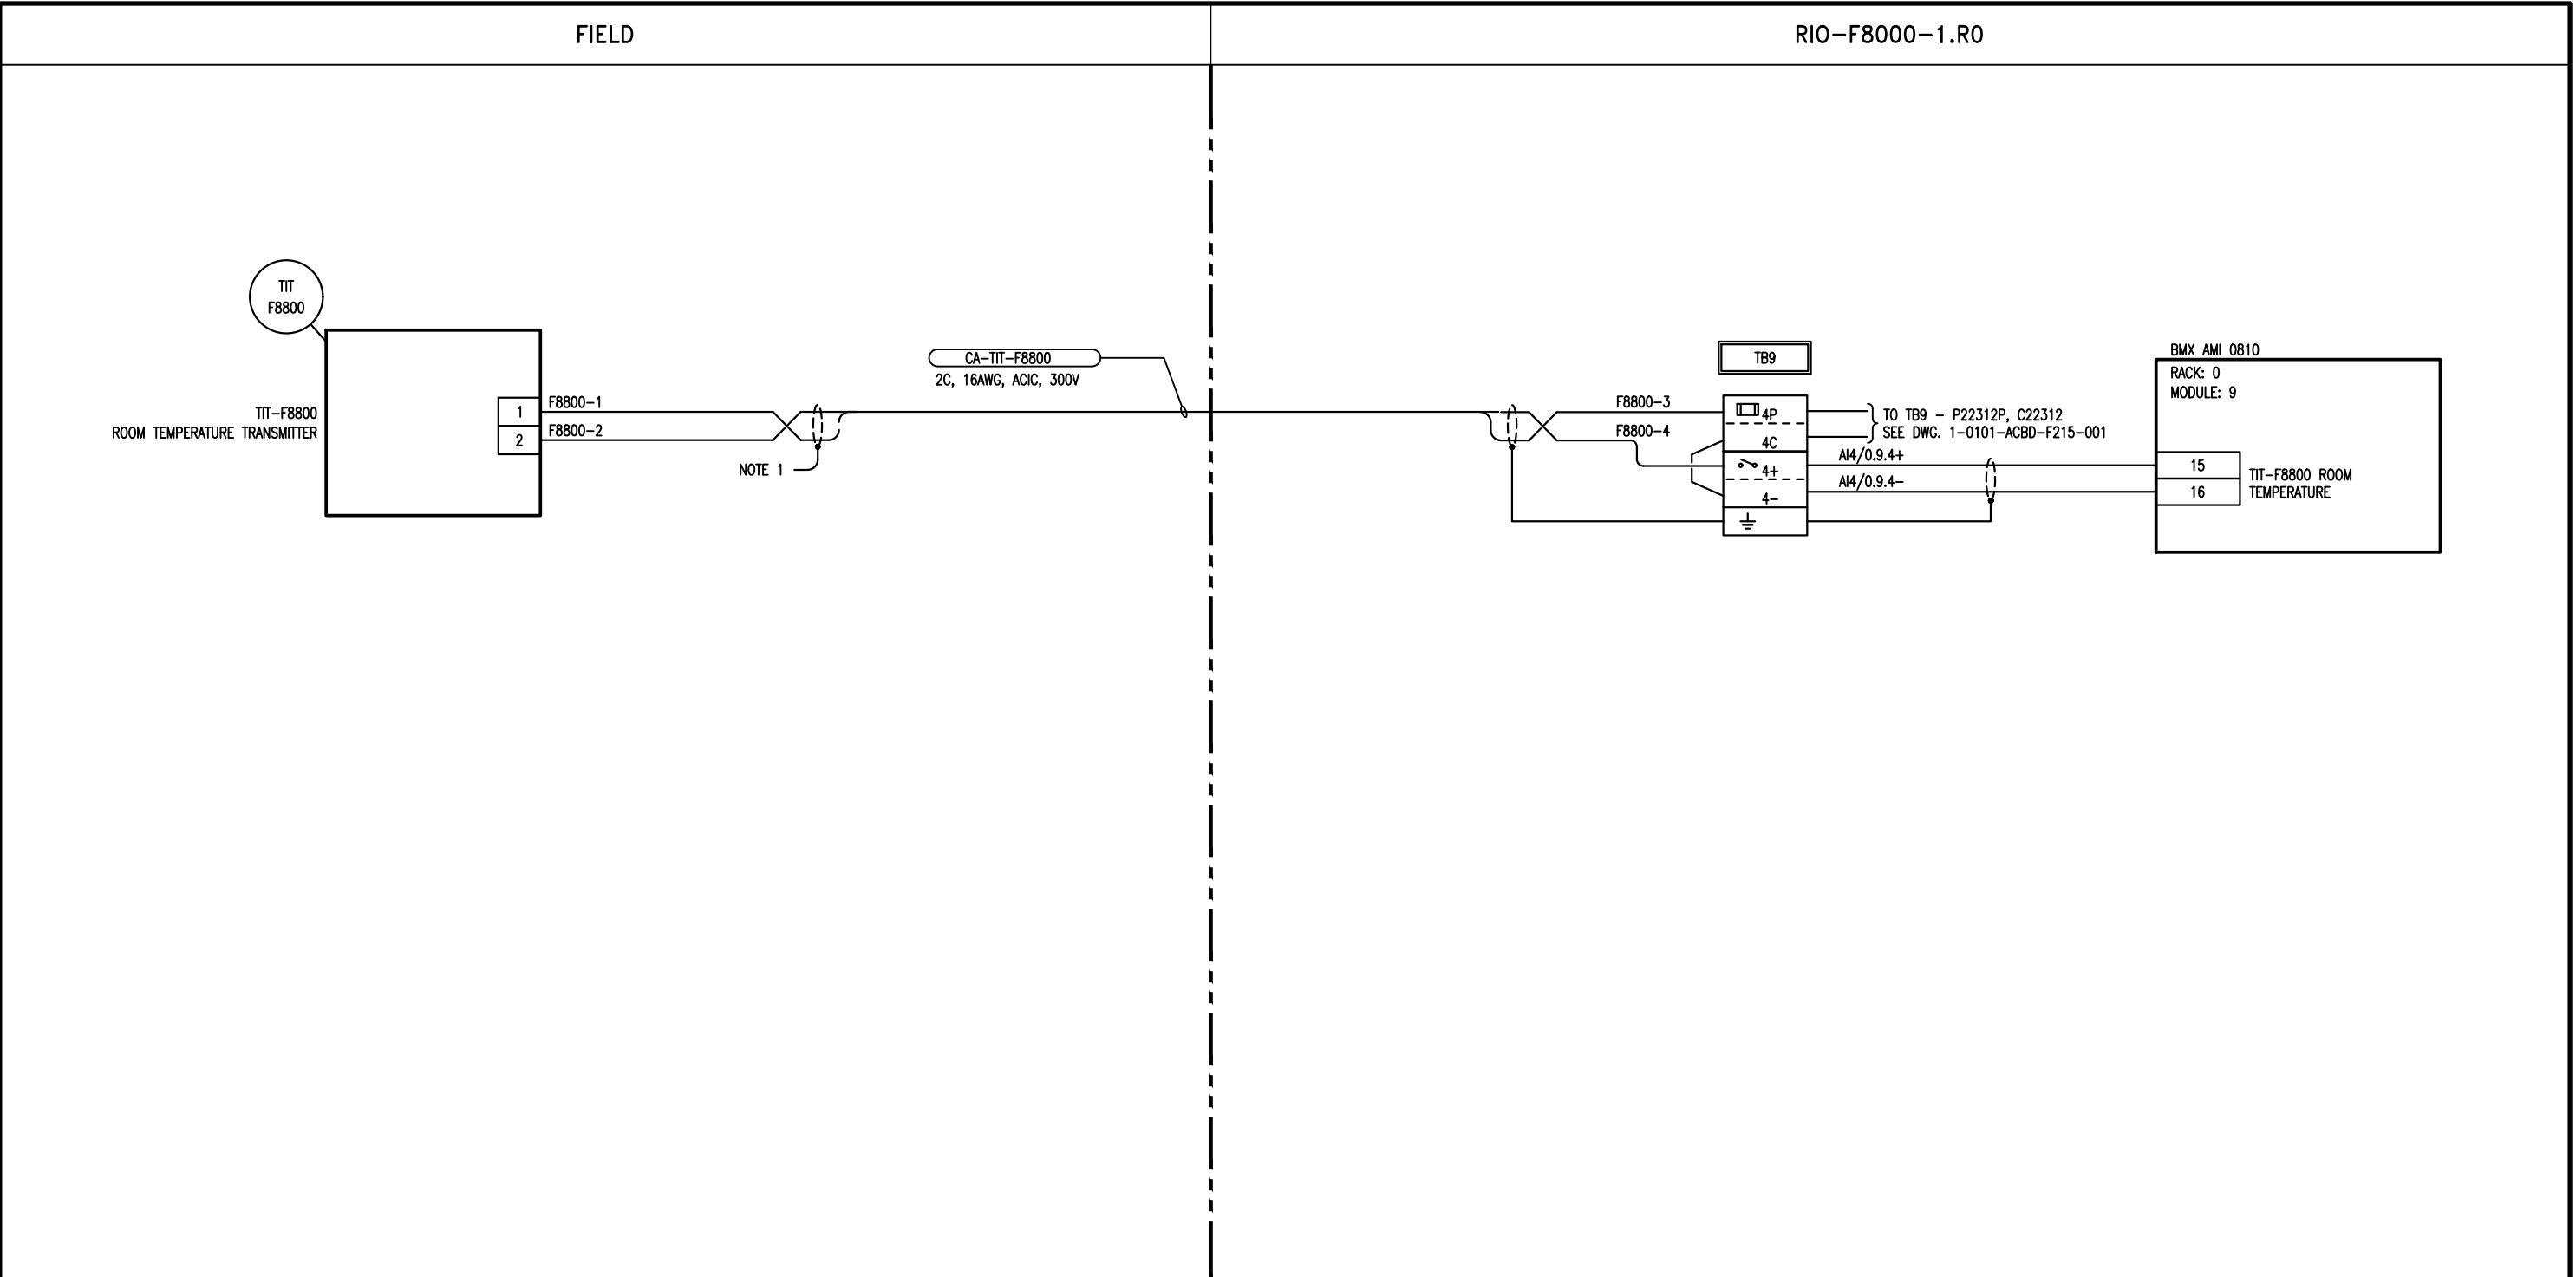 FIELD
RIO-F8000-1.R0
TIT
F8800
TIT-F8800
ROOM TEMPERATURE TRANSMITTER
1
2
F8800-1
F8800-2
NOTE 1
CA-TIT-F8800
2C, 16AWG, ACIC, 300V
TB9
F8800-3
F8800-4
4P
4C
4+
4-
TO TB9 - P22312P, C22312
SEE DWG. 1-0101-ACBD-F215-001
AI4/0.9.4+
AI4/0.9.4-
BMX AMI 0810
RACK: 0
MODULE: 9
15
16
TIT-F8800 ROOM
TEMPERATURE